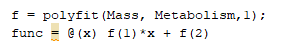 f = polyfit(Mass, Metabolism,1);
func = @(x) f(1)*x + f(2)